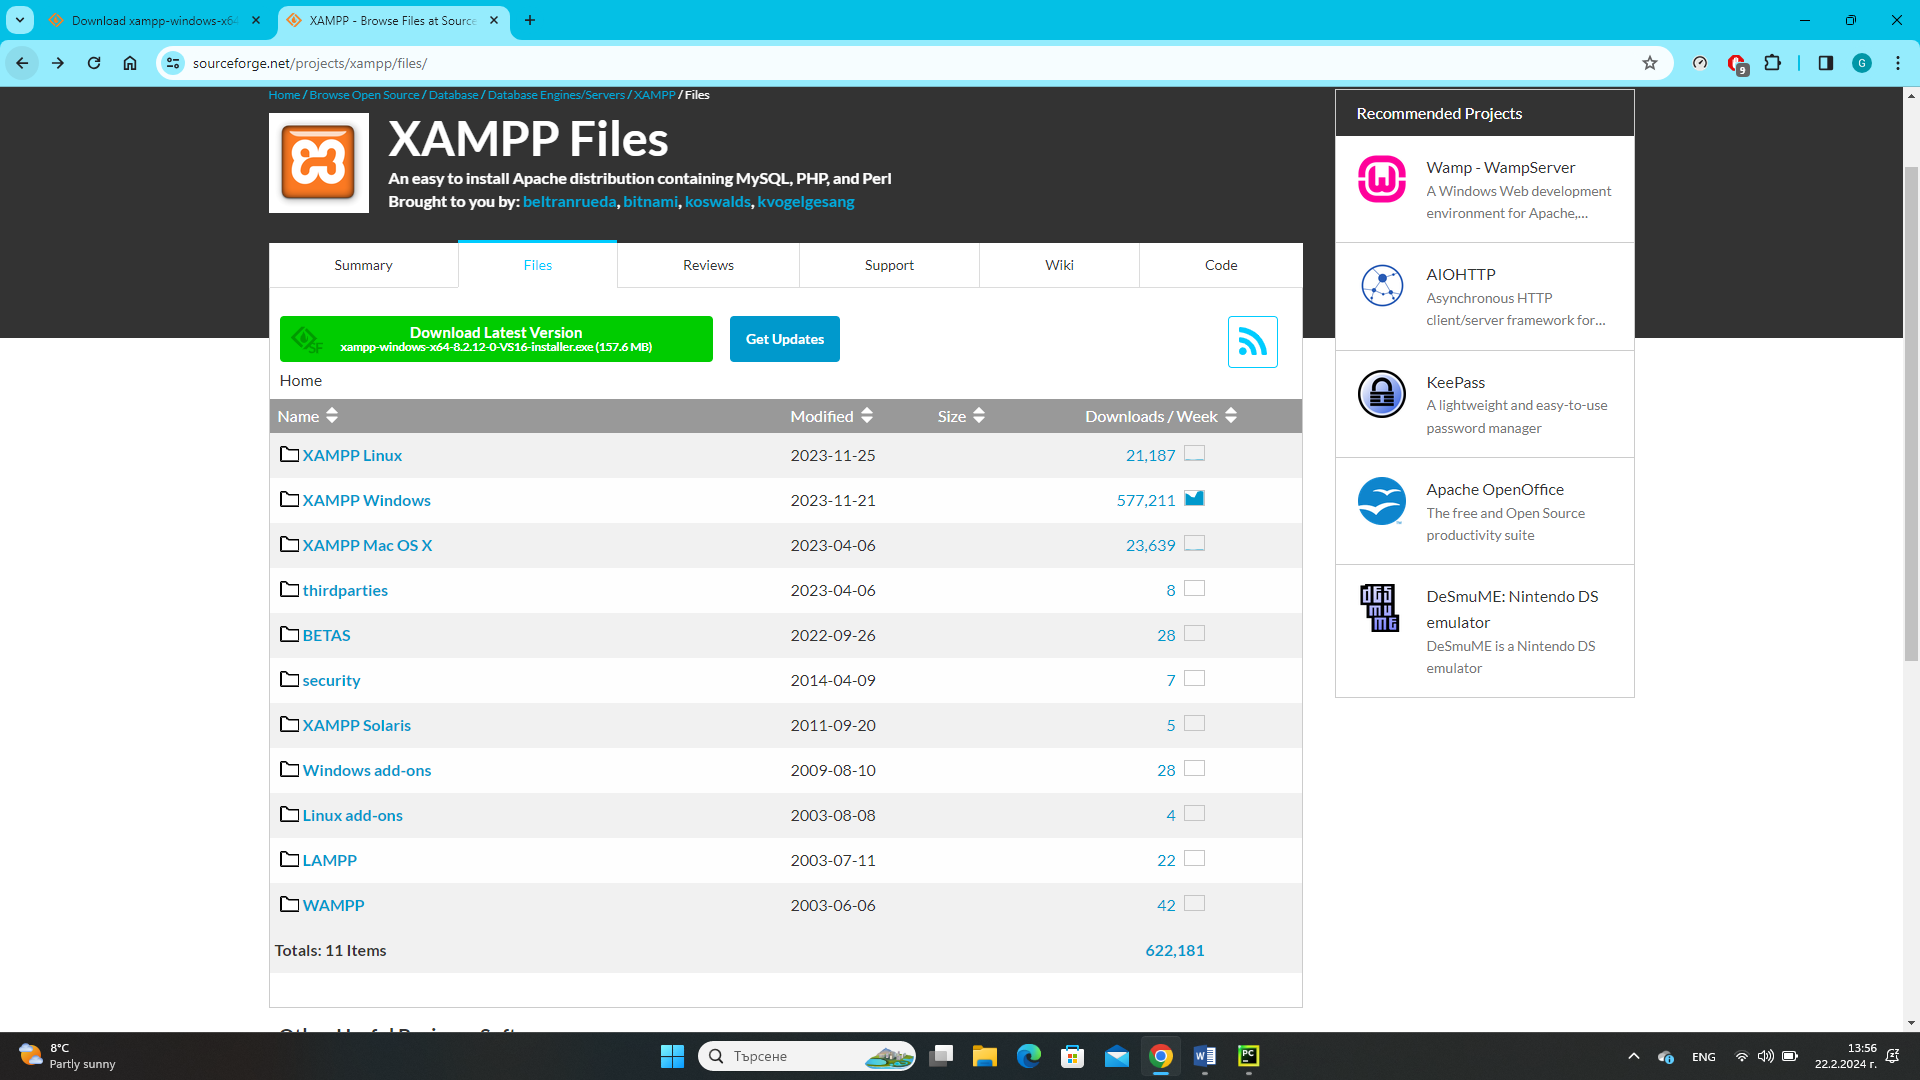 Download xampp-windows-x64
XAMPP - Browse Files at Source
sourceforge.net/projects/xampp/files/
9
G
Home / Browse Open Source / Database / Database Engines/Servers / XAMPP / Files
XAMPP Files
An easy to install Apache distribution containing MySQL, PHP, and Perl
Brought to you by: beltranrueda, bitnami, koswalds, kvogelgesang
Summary
Files
Reviews
Support
Wiki
Code
Download Latest Version
xampp-windows-x64-8.2.12-0-VS16-installer.exe (157.6 MB)
SF
Get Updates
Home
Name Modified Size Downloads / Week
XAMPP Linux 2023-11-25 21,187
XAMPP Windows 2023-11-21 577,211
XAMPP Mac OS X 2023-04-06 23,639
thirdparties 2023-04-06 8
BETAS 2022-09-26 28
security 2014-04-09 7
XAMPP Solaris 2011-09-20 5
Windows add-ons 2009-08-10 28
Linux add-ons 2003-08-08 4
LAMPP 2003-07-11 22
WAMPP 2003-06-06 42
Totals: 11 Items 622,181
Recommended Projects
Wamp - WampServer
A Windows Web development
environment for Apache,...
AIOHTTP
Asynchronous HTTP
client/server framework for...
KeePass
A lightweight and easy-to-use
password manager
Apache OpenOffice
The free and Open Source
productivity suite
DeSmuME: Nintendo DS
emulator
DeSmuME is a Nintendo DS
emulator
8°C
Partly sunny
Търсене
W
PC
ENG
13:56
22.2.2024 г.